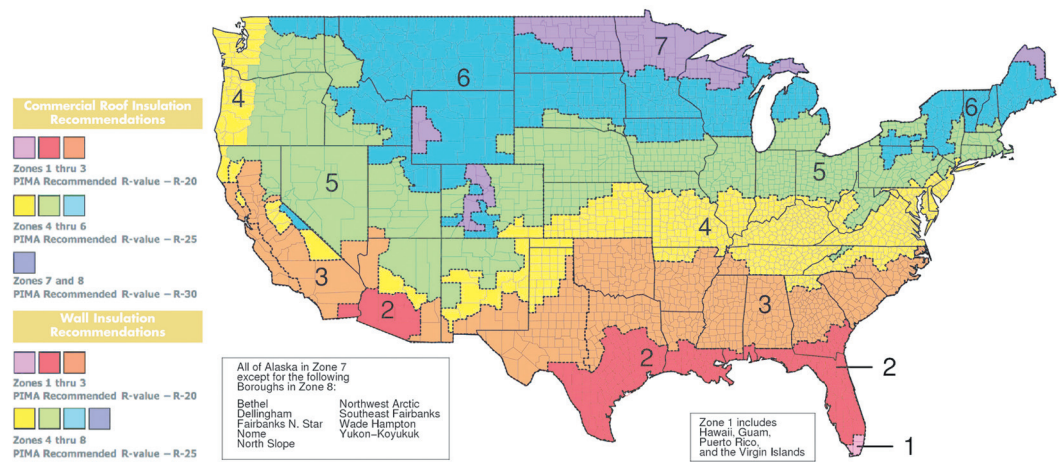 Commercial Roof Insulation
Recommendations
Zones 1 thru 3
PIMA Recommended R-value – R-20
Zones 4 thru 6
PIMA Recommended R-value – R-25
Zones 7 and 8
PIMA Recommended R-value – R-30
Wall Insulation
Recommendations
Zones 1 thru 3
PIMA Recommended R-value – R-20
Zones 4 thru 8
PIMA Recommended R-value – R-25
4
5
3
2
6
7
4
5
6
3
2
2
1
All of Alaska in Zone 7
except for the following
Boroughs in Zone 8:
Bethel
Dellingham
Fairbanks N. Star
Nome
North Slope
Northwest Arctic
Southeast Fairbanks
Wade Hampton
Yukon–Koyukuk
Zone 1 includes
Hawaii, Guam,
Puerto Rico,
and the Virgin Islands